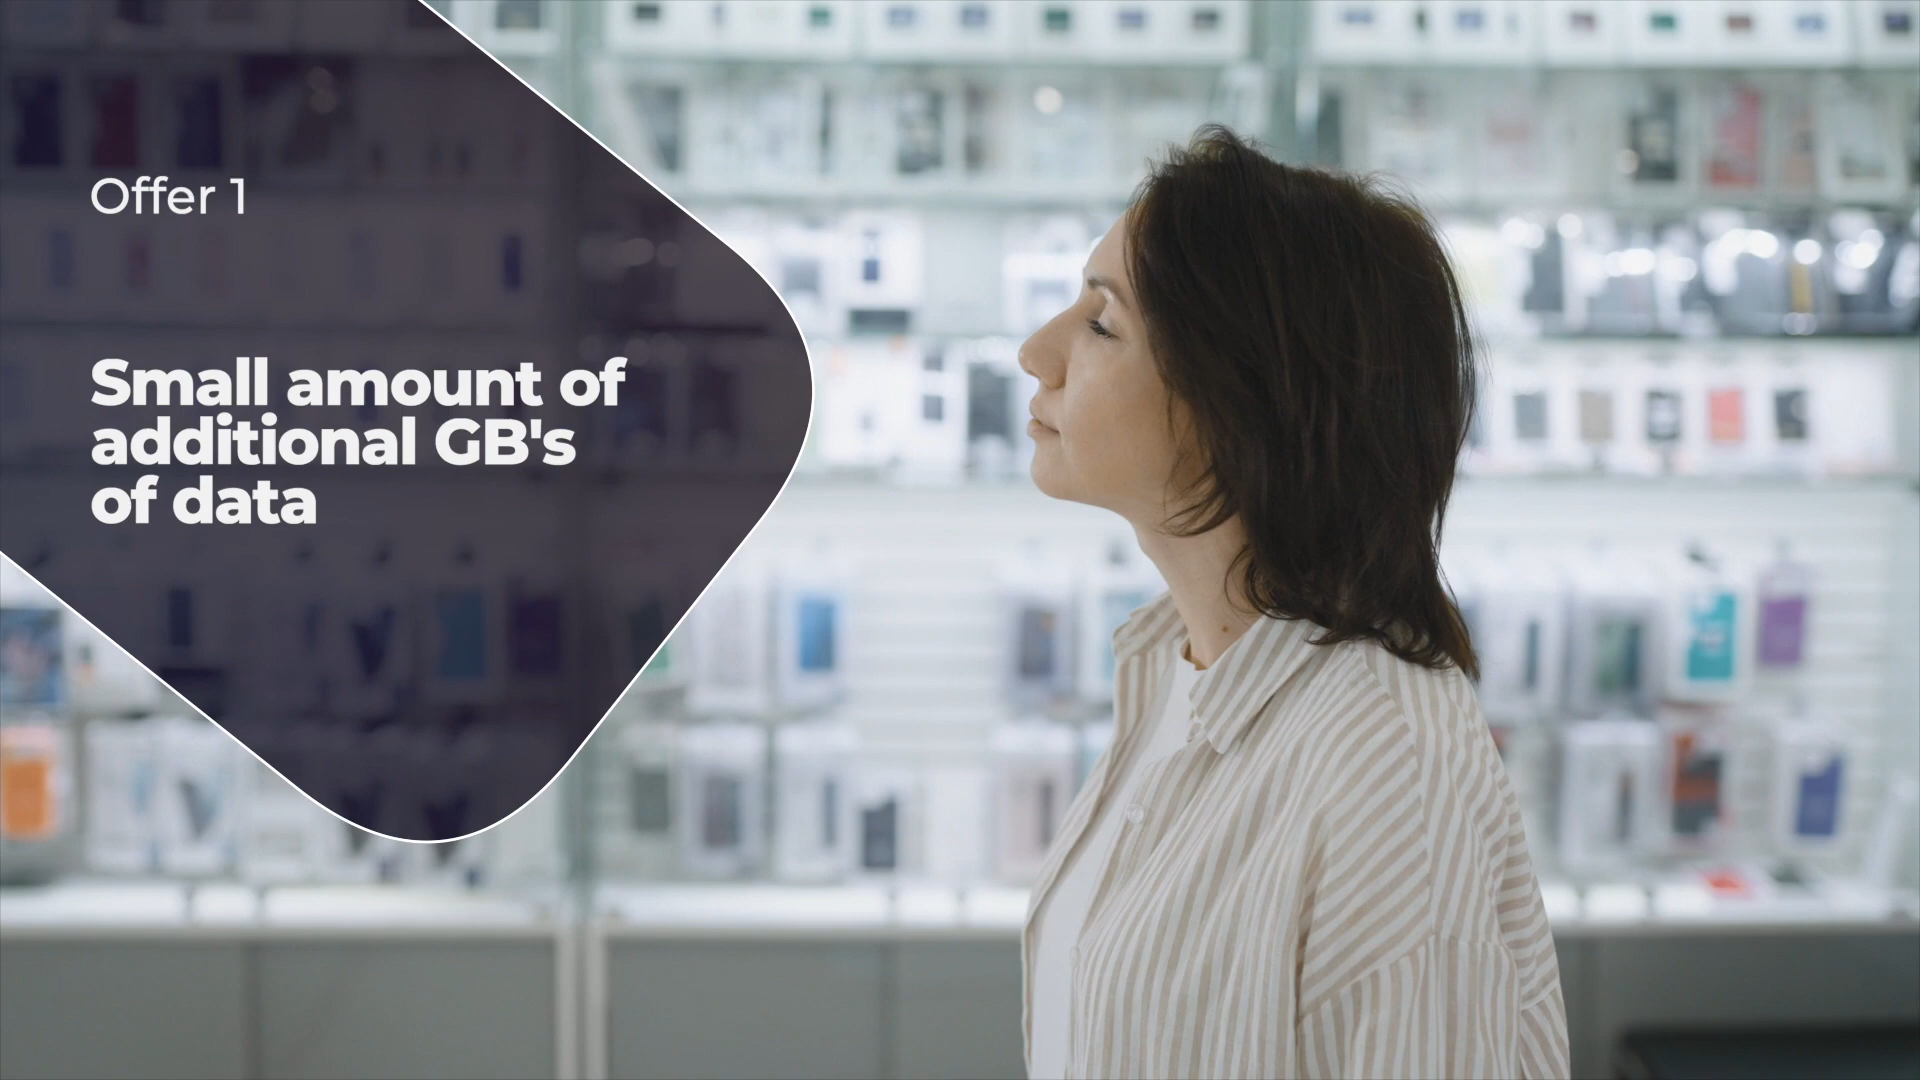 Offer 1
Small amount of
additional GB's
of data